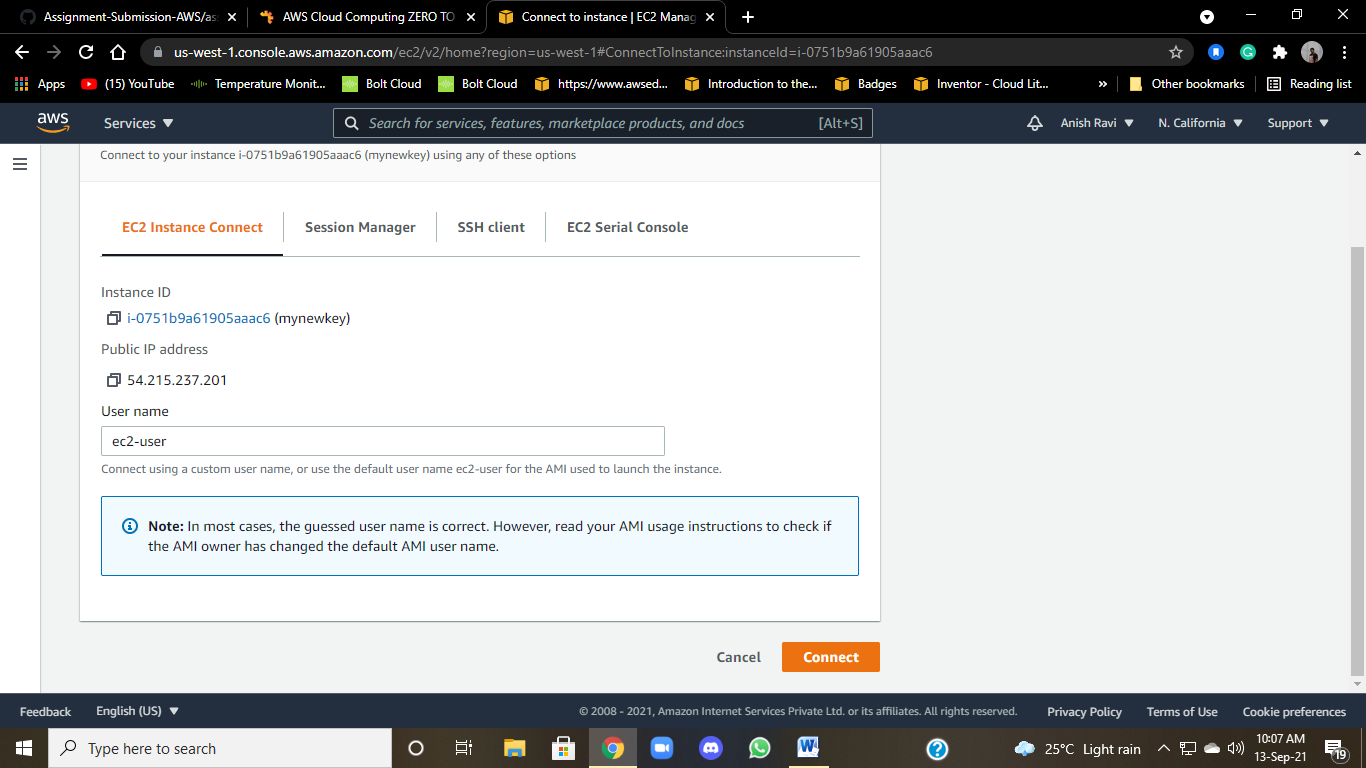 Assignment-Submission-AWS/as
AWS Cloud Computing ZERO TO
Connect to instance | EC2 Manag
us-west-1.console.aws.amazon.com/ec2/v2/home?region=us-west-1#ConnectToInstance:instanceId=i-0751b9a61905aaac6
Apps (15) YouTube Temperature Monit... Bolt Cloud Bolt Cloud https://www.awsed... Introduction to the... Badges Inventor - Cloud Lit... » Other bookmarks Reading list
aws Services Search for services, features, marketplace products, and docs [Alt+S] Anish Ravi N. California Support
Connect to your instance i-0751b9a61905aaac6 (mynewkey) using any of these options
EC2 Instance Connect Session Manager SSH client EC2 Serial Console
Instance ID
i-0751b9a61905aaac6 (mynewkey)
Public IP address
54.215.237.201
User name
ec2-user
Connect using a custom user name, or use the default user name ec2-user for the AMI used to launch the instance.
Note: In most cases, the guessed user name is correct. However, read your AMI usage instructions to check if
the AMI owner has changed the default AMI user name.
Cancel Connect
Feedback English (US) © 2008 - 2021, Amazon Internet Services Private Ltd. or its affiliates. All rights reserved. Privacy Policy Terms of Use Cookie preferences
Type here to search
25°C Light rain
10:07 AM
13-Sep-21
19